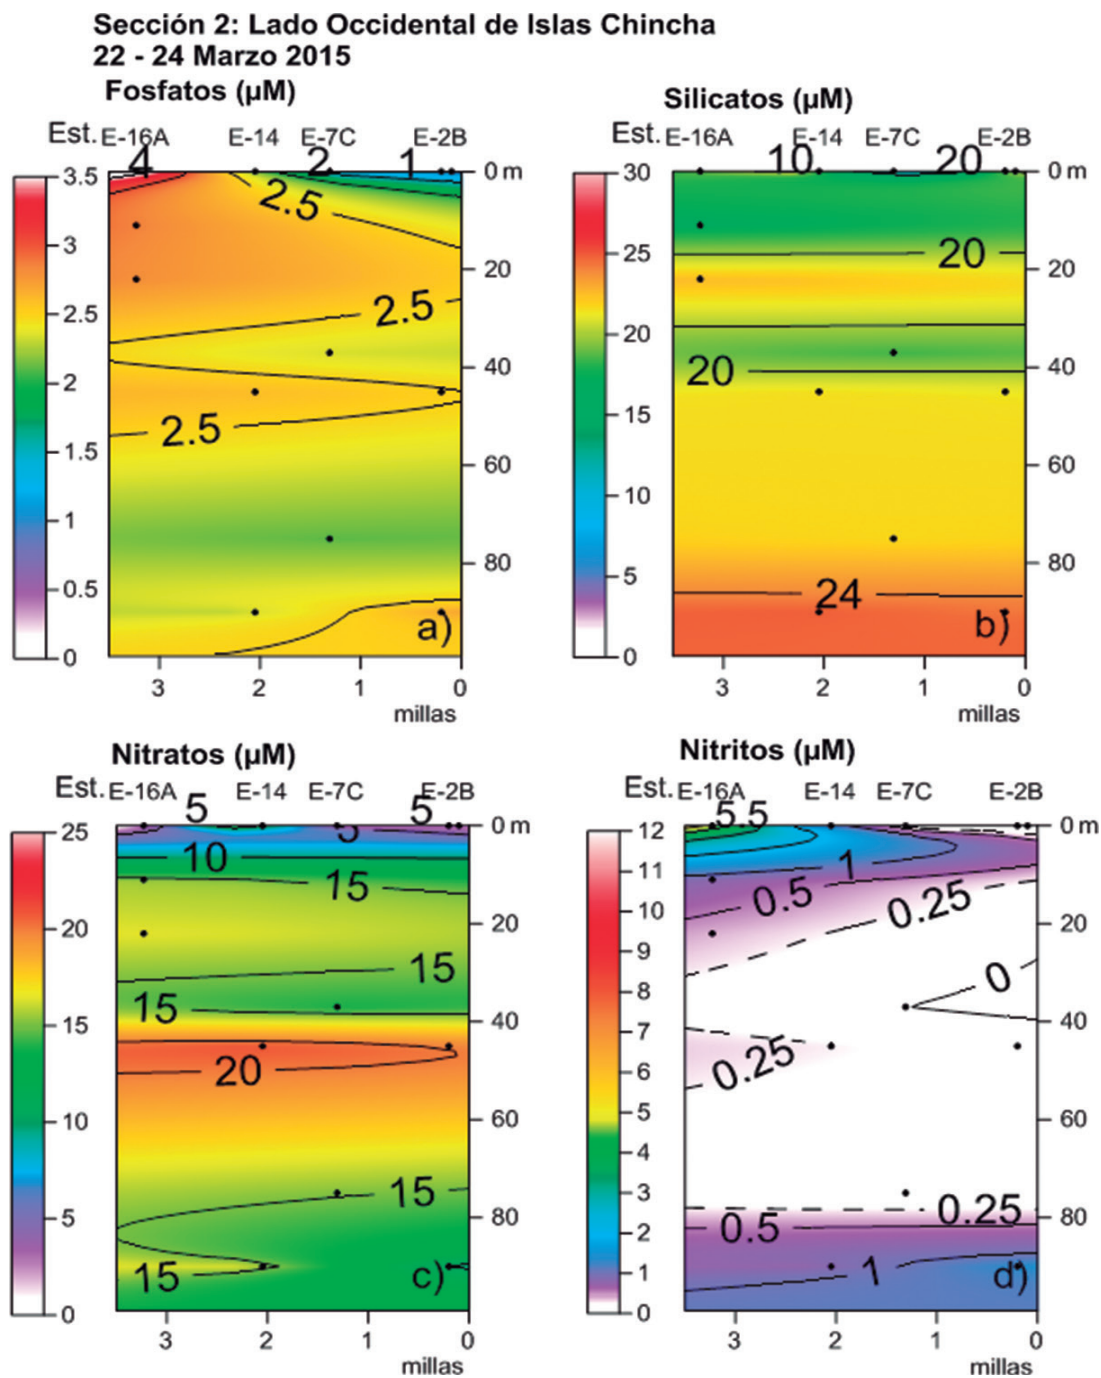 Sección 2: Lado Occidental de Islas Chincha
22 - 24 Marzo 2015
Fosfatos (µM)
Est. E-16A E-14 E-7C E-2B
4 2 1
3.5
3
2.5
2
1.5
1
0.5
0
2.5
2.5
2.5
0 m
20
40
60
80
a)
3 2 1 0
millas
Silicatos (µM)
E-16A E-14 E-7C E-2B
10 20
30
25
20
15
10
5
0
20
20
24
0 m
20
40
60
80
b)
3 2 1 0
millas
Nitratos (µM)
Est. E-16A E-14 E-7C E-2B
5 5
5
25
20
15
10
5
0
10
15
15
15
20
15
15
0 m
20
40
60
80
c)
3 2 1 0
millas
Nitritos (µM)
Est. E-16A E-14 E-7C E-2B
5.5
12
11
10
9
8
7
6
5
4
3
2
1
0
1
0.5
0.25
0
0.25
0.25
0.5
1
0 m
20
40
60
80
d)
3 2 1 0
millas